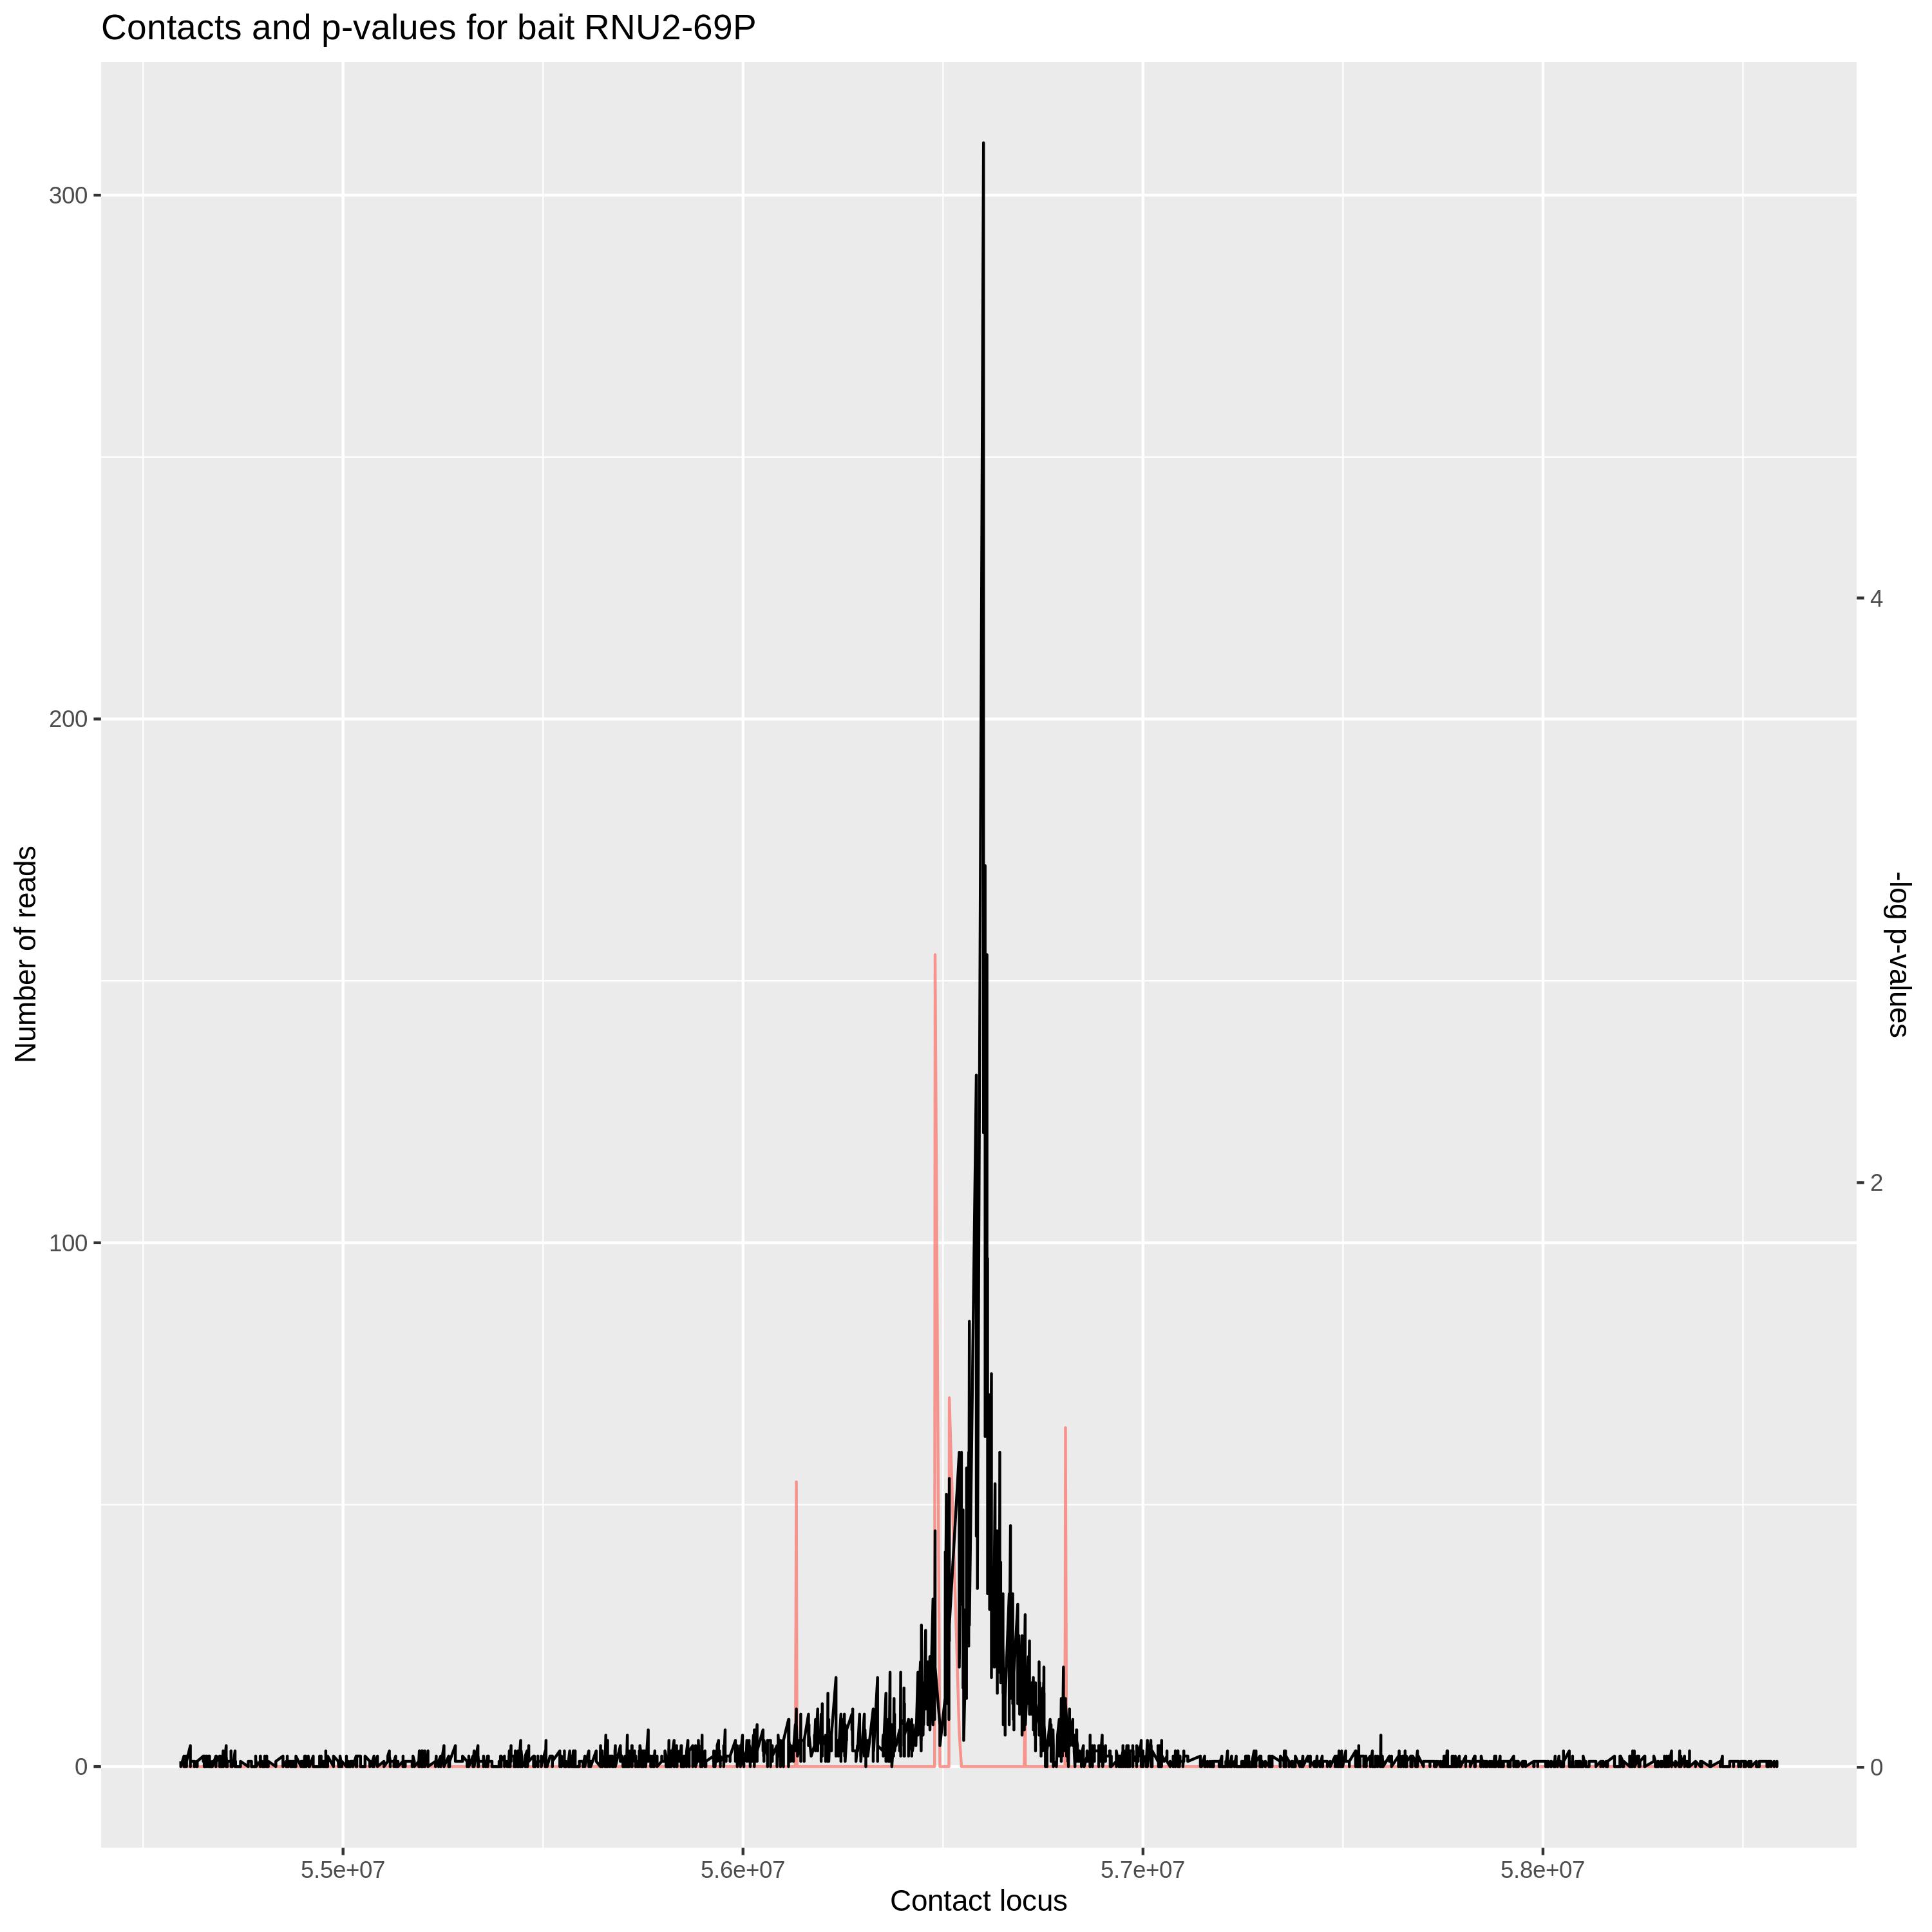 Contacts and p-values for bait RNU2-69P
300
200
100
0
Number of reads
4
2
0
-log p-values
5.5e+07
5.6e+07
5.7e+07
5.8e+07
Contact locus